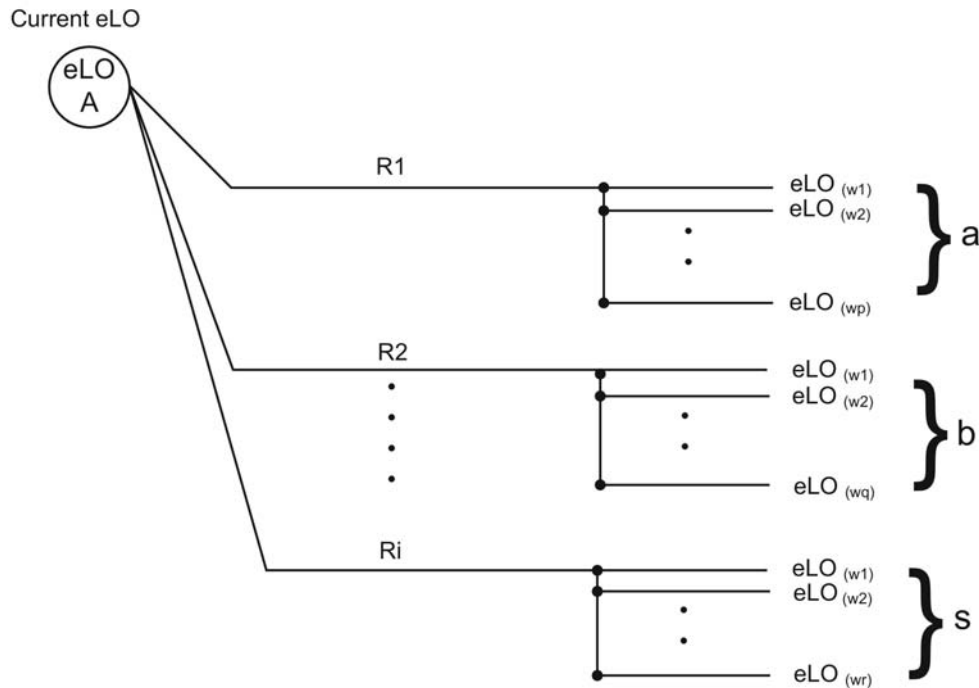 Current eLO
eLO
A
R1
eLO (w1)
eLO (w2)
eLO (wp)
} a
R2
eLO (w1)
eLO (w2)
eLO (wq)
} b
Ri
eLO (w1)
eLO (w2)
eLO (wr)
} s